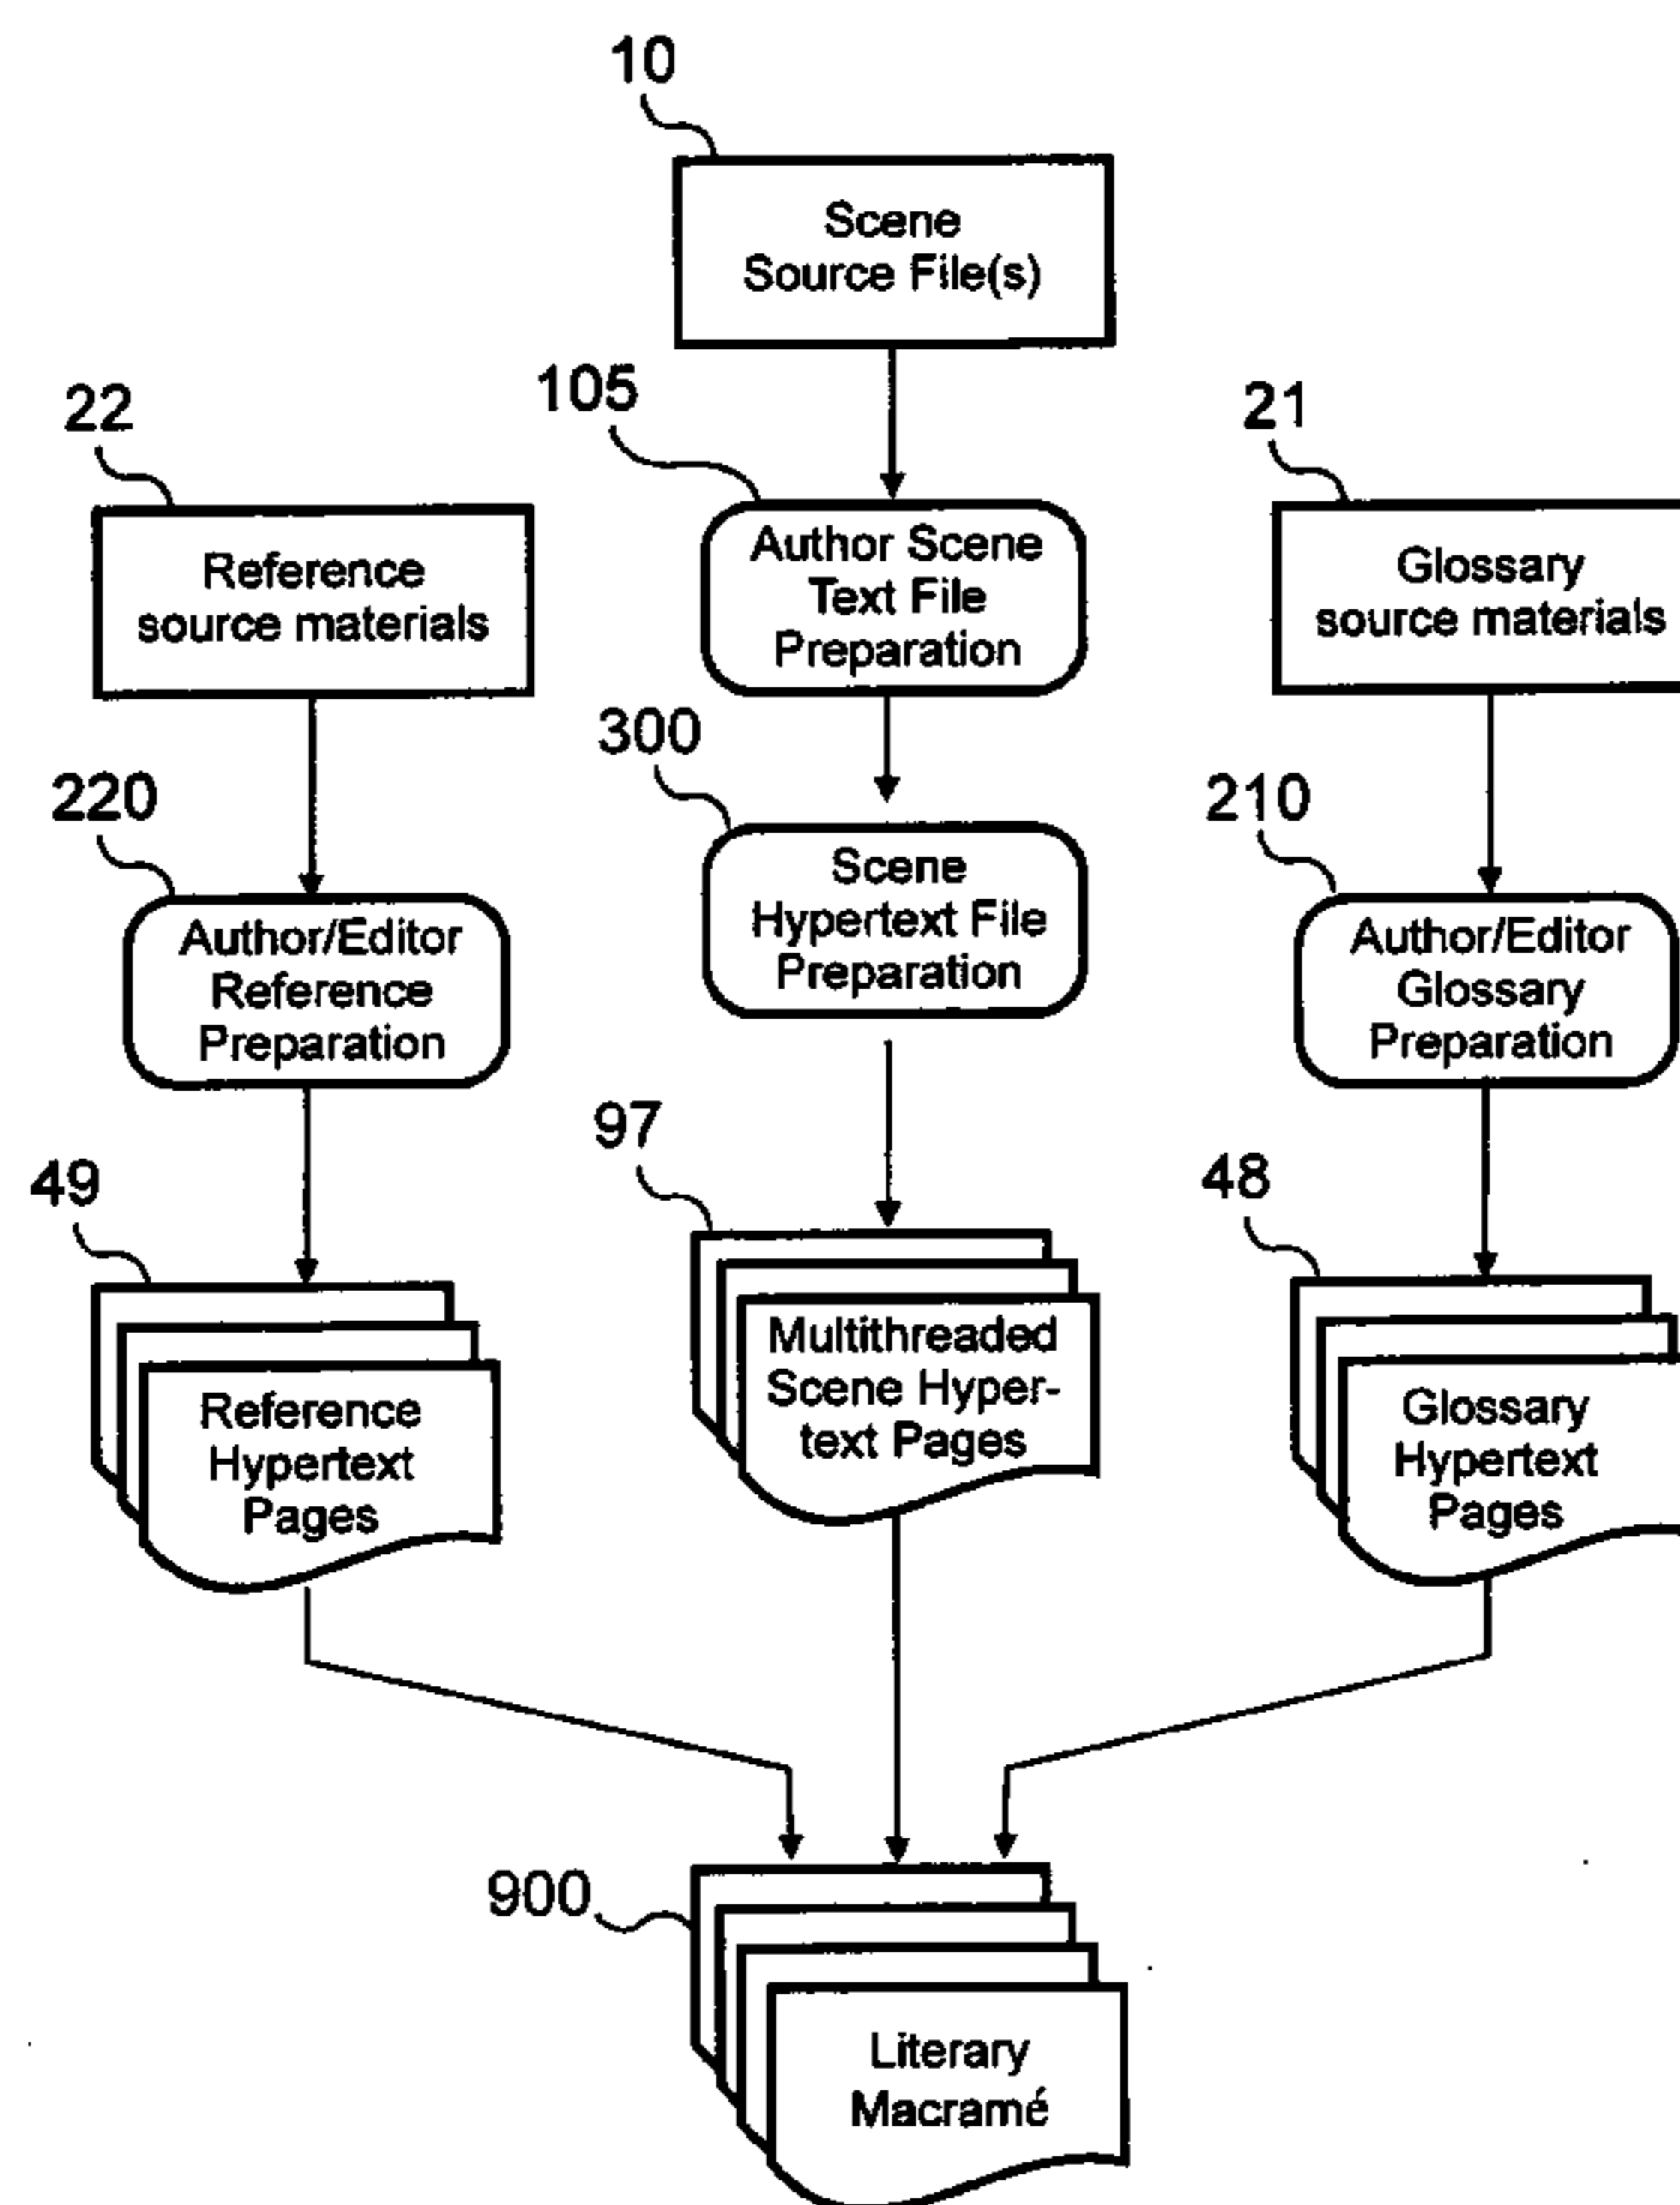 10
Scene
Source File(s)
105
Author Scene
Text File
Preparation
22
Reference
source materials
21
Glossary
source materials
300
Scene
Hypertext File
Preparation
220
Author/Editor
Reference
Preparation
210
Author/Editor
Glossary
Preparation
97
Multithreaded
Scene Hyper-
text Pages
49
Reference
Hypertext
Pages
48
Glossary
Hypertext
Pages
900
Literary
Macramé